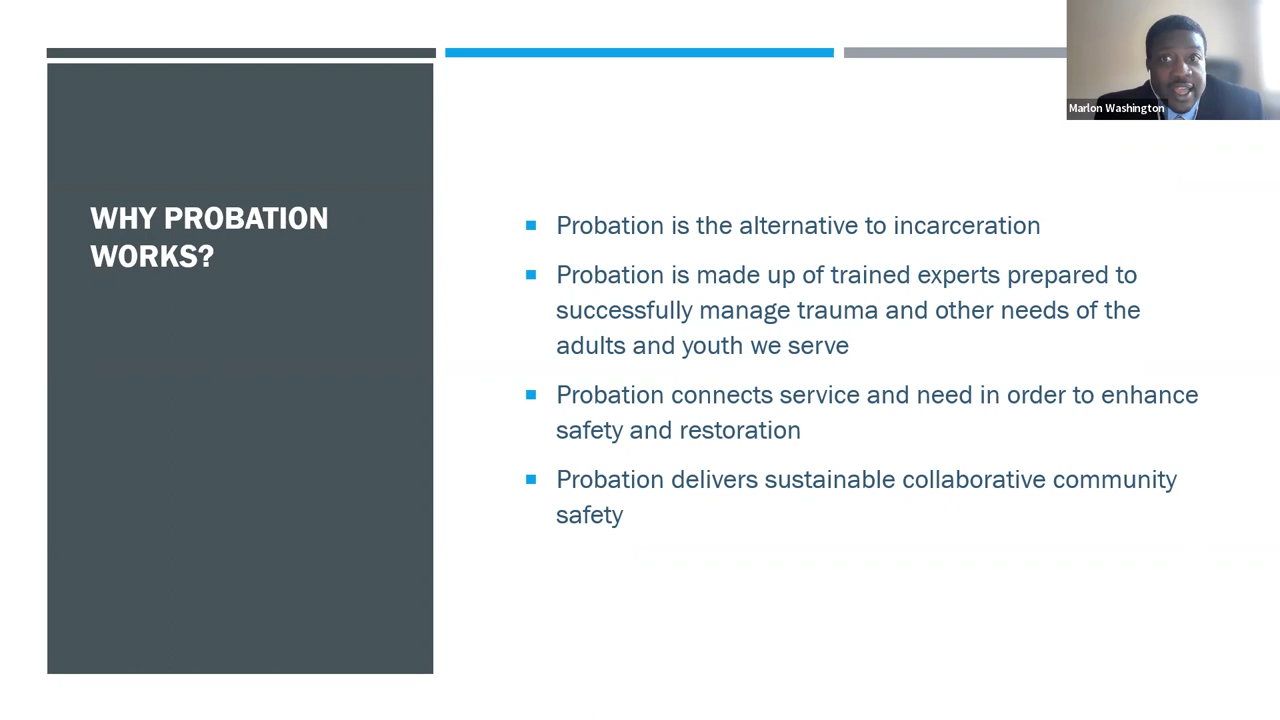 Marlon Washington
WHY PROBATION
WORKS?
Probation is the alternative to incarceration
Probation is made up of trained experts prepared to
successfully manage trauma and other needs of the
adults and youth we serve
Probation connects service and need in order to enhance
safety and restoration
Probation delivers sustainable collaborative community
safety